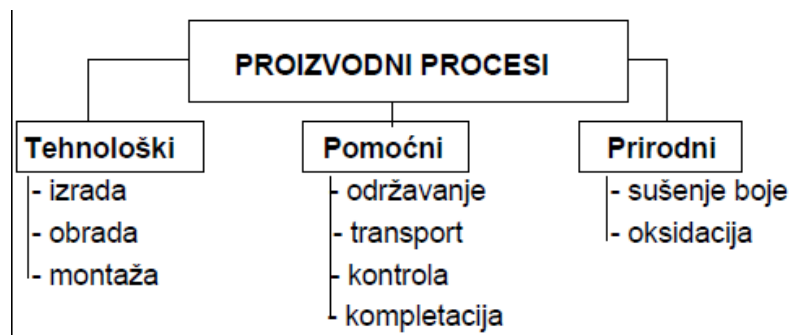 PROIZVODNI PROCESI
Tehnološki
- izrada
- obrada
- montaža
Pomoćni
- održavanje
- transport
- kontrola
- kompletacija
Prirodni
- sušenje boje
- oksidacija